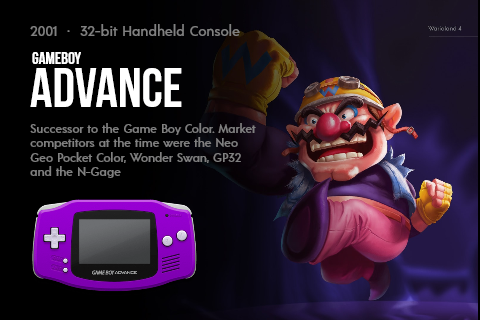 2001 · 32-bit Handheld Console
Warioland 4
GAMEBOY
ADVANCE
Successor to the Game Boy Color. Market
competitors at the time were the Neo
Geo Pocket Color, Wonder Swan, GP32
and the N-Gage
W
GAME BOY ADVANCE